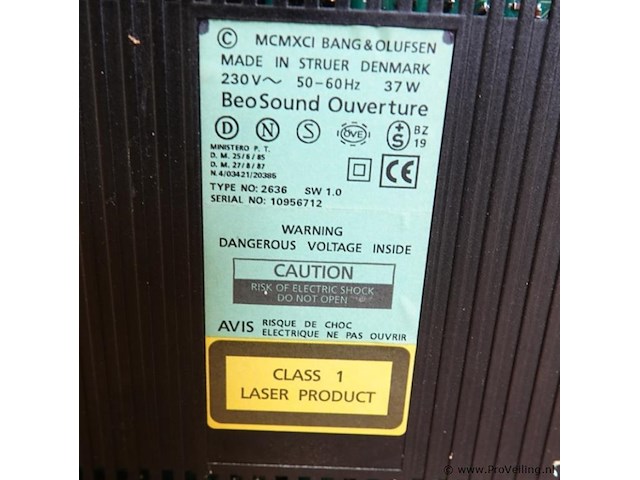 © MCMXCI BANG & OLUFSEN
MADE IN STRUER DENMARK
230V~ 50-60Hz 37W
BeoSound Ouverture
D N S ÖVE +S BZ 19
MINISTERO P. T.
D. M. 25/6/85
D. M. 27/8/87
N.4/03421/20386
CE
TYPE NO: 2636 SW 1.0
SERIAL NO: 10956712
WARNING
DANGEROUS VOLTAGE INSIDE
CAUTION
RISK OF ELECTRIC SHOCK
DO NOT OPEN
AVIS RISQUE DE CHOC
ELECTRIQUE NE PAS OUVRIR
CLASS 1
LASER PRODUCT
© www.ProVeiling.nl